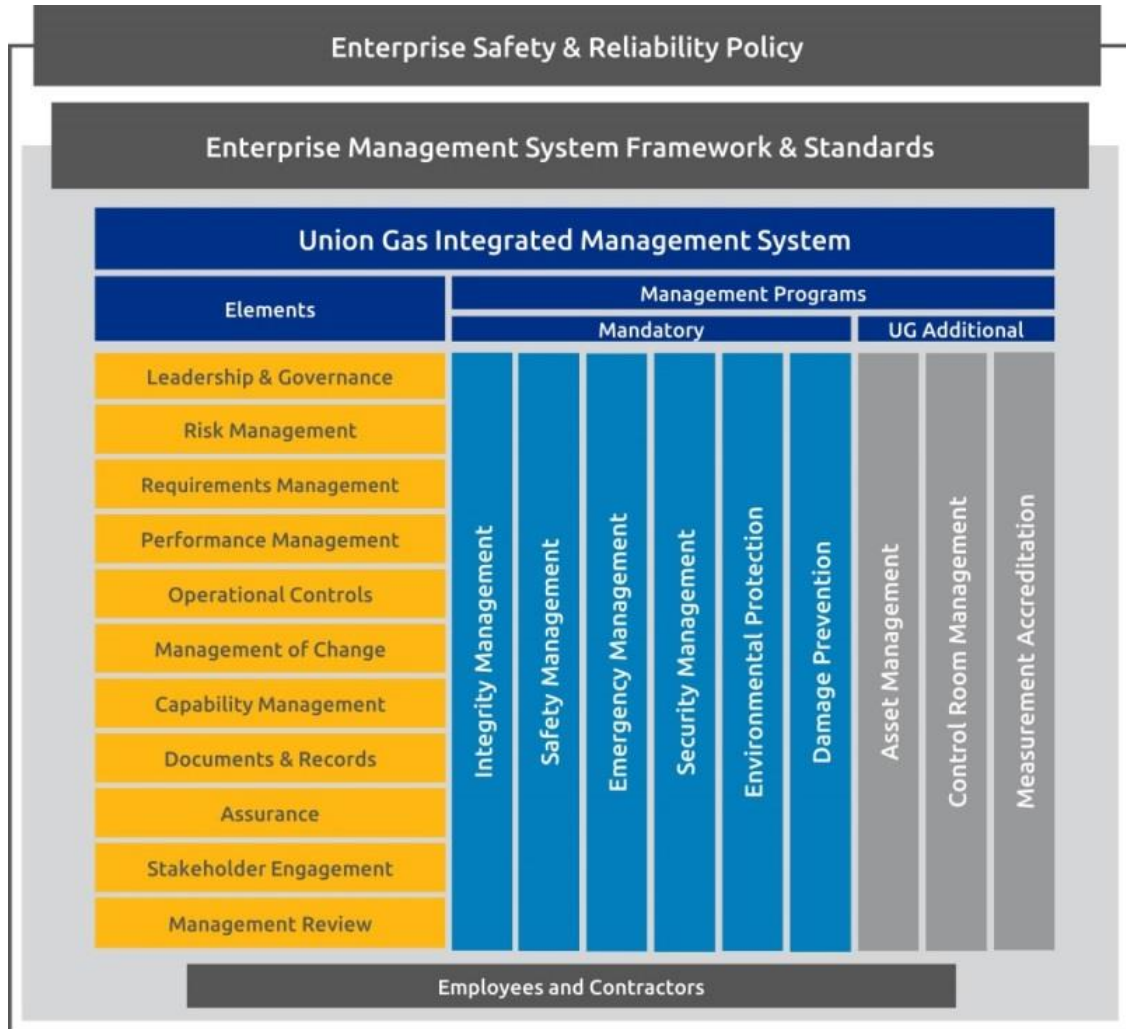 Enterprise Safety & Reliability Policy
Enterprise Management System Framework & Standards
Union Gas Integrated Management System
Elements
Management Programs
Mandatory
UG Additional
Leadership & Governance
Risk Management
Requirements Management
Performance Management
Operational Controls
Management of Change
Capability Management
Documents & Records
Assurance
Stakeholder Engagement
Management Review
Integrity Management
Safety Management
Emergency Management
Security Management
Environmental Protection
Damage Prevention
Asset Management
Control Room Management
Measurement Accreditation
Employees and Contractors